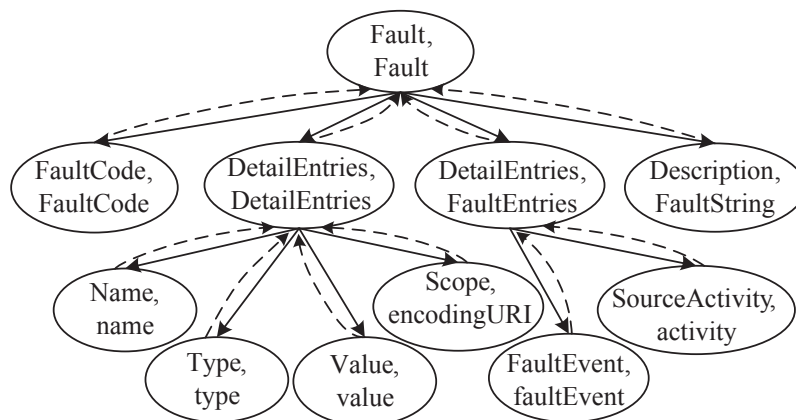 Fault,
Fault
FaultCode,
FaultCode
DetailEntries,
DetailEntries
DetailEntries,
FaultEntries
Description,
FaultString
Name,
name
Type,
type
Value,
value
Scope,
encodingURI
FaultEvent,
faultEvent
SourceActivity,
activity